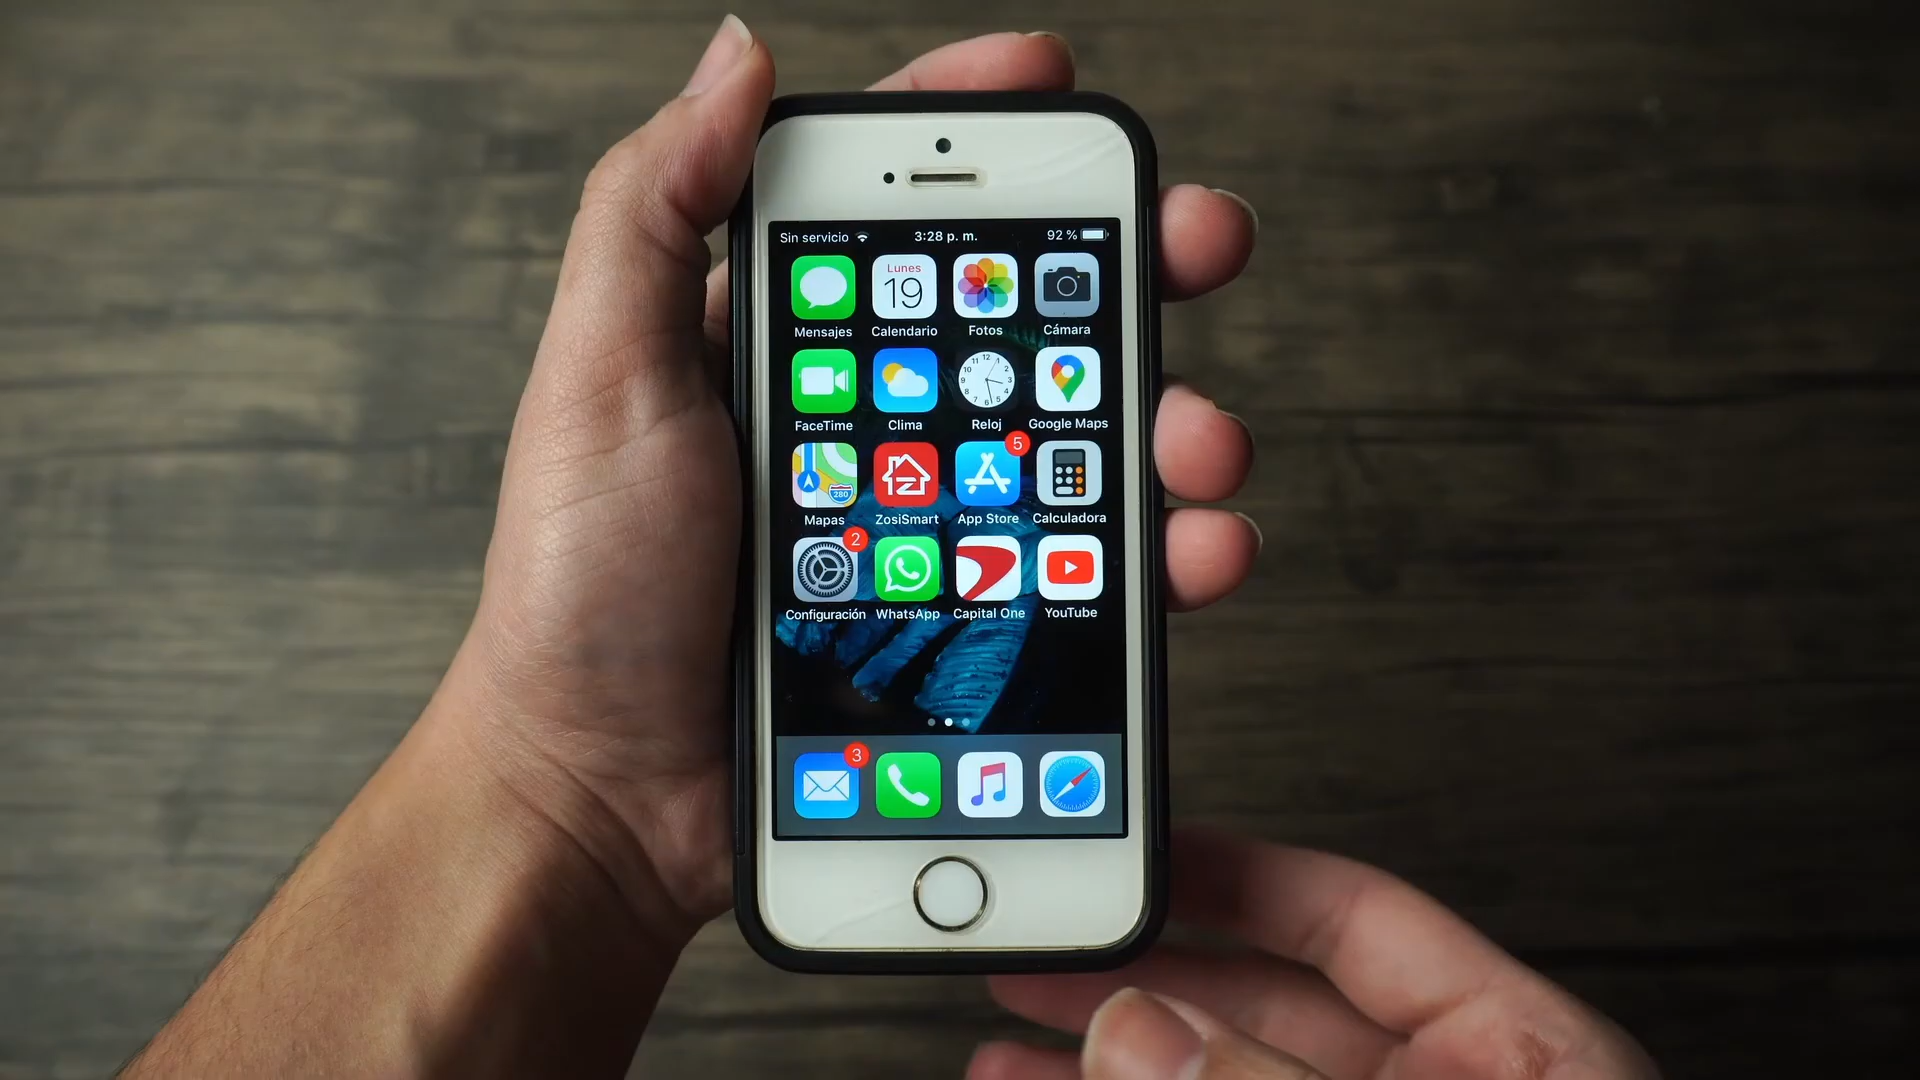 Sin servicio 3:28 p. m. 92 %
Lunes
19
Mensajes Calendario Fotos Cámara
FaceTime Clima Reloj Google Maps
5
280
Mapas ZosiSmart App Store Calculadora
2
Configuración WhatsApp Capital One YouTube
3